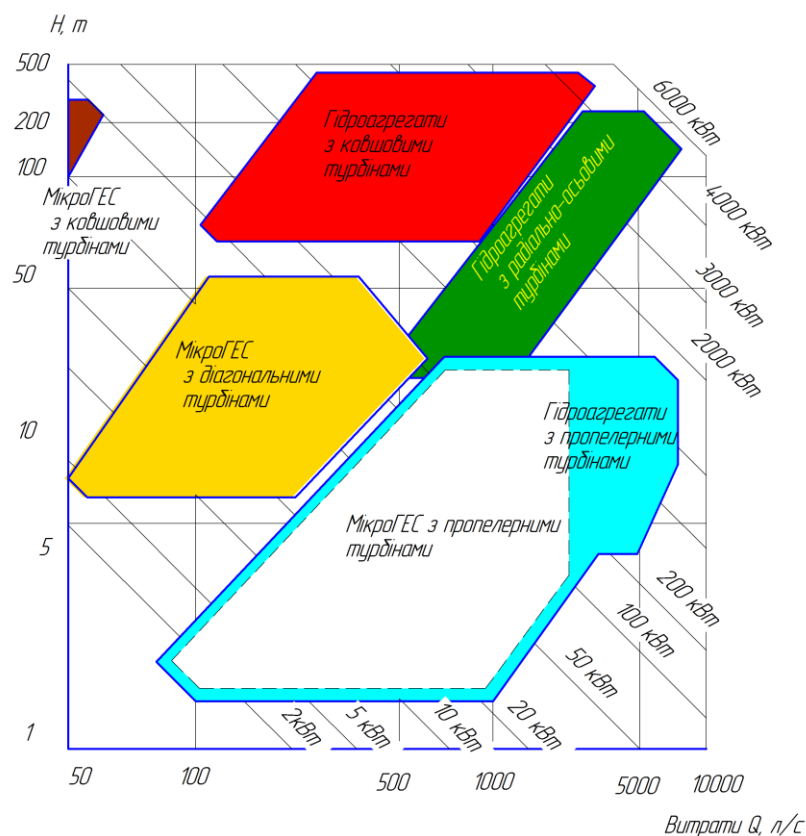 H, m
500
200
100
50
10
5
1
6000 кВт
4000 кВт
3000 кВт
2000 кВт
Гідроагрегати
з ковшовими
турбінами
Гідроагрегати
з радіально-осьовими
турбінами
МікроГЕС
з ковшовими
турбінами
МікроГЕС
з діагональними
турбінами
Гідроагрегати
з пропелерними
турбінами
МікроГЕС з пропелерними
турбінами
200 кВт
100 кВт
50 кВт
20 кВт
10 кВт
5 кВт
2кВт
50
100
500
1000
5000
10000
Витрати Q, л/с